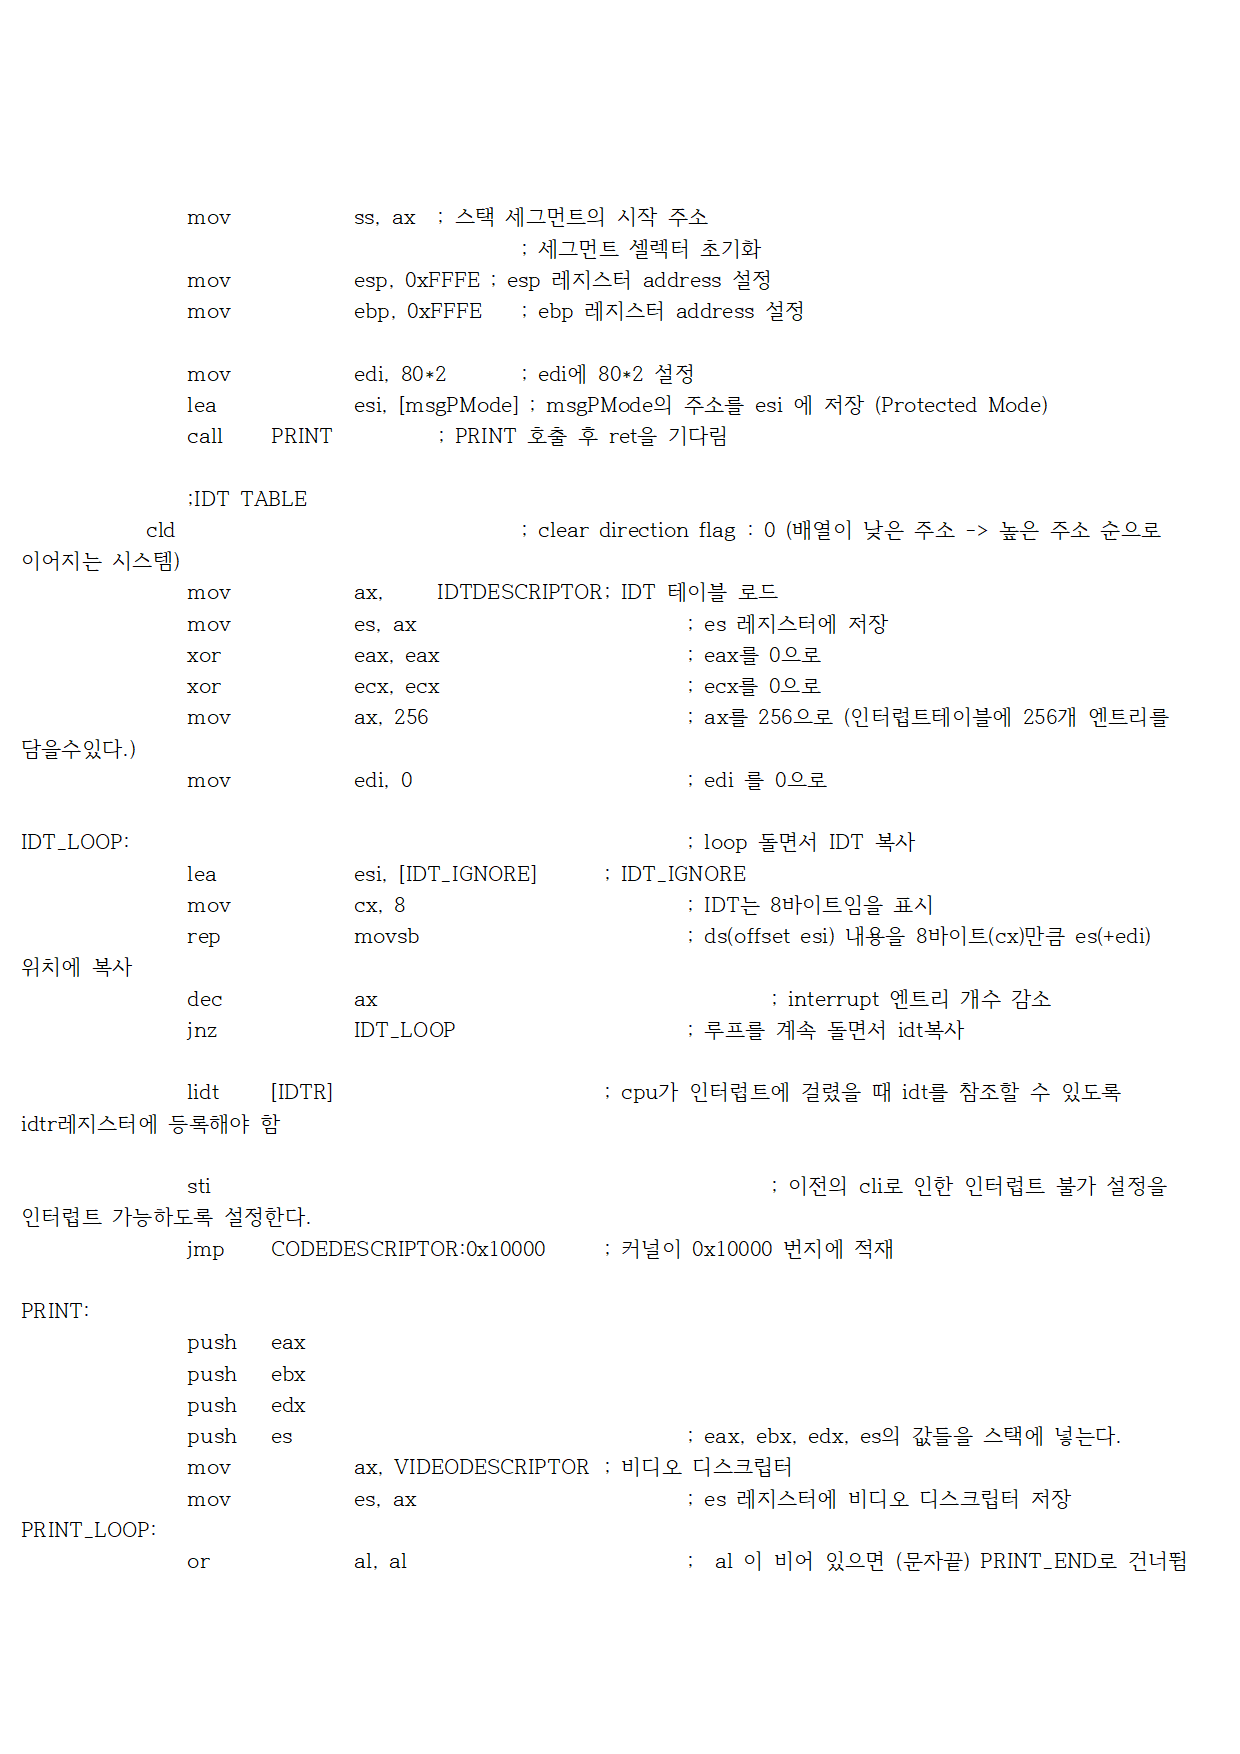 mov ss, ax ; 스택 세그먼트의 시작 주소
; 세그먼트 셀렉터 초기화
mov esp, 0xFFFE ; esp 레지스터 address 설정
mov ebp, 0xFFFE ; ebp 레지스터 address 설정
mov edi, 80*2 ; edi에 80*2 설정
lea esi, [msgPMode] ; msgPMode의 주소를 esi 에 저장 (Protected Mode)
call PRINT ; PRINT 호출 후 ret을 기다림
;IDT TABLE
cld ; clear direction flag : 0 (배열이 낮은 주소 -> 높은 주소 순으로
이어지는 시스템)
mov ax, IDTDESCRIPTOR; IDT 테이블 로드
mov es, ax ; es 레지스터에 저장
xor eax, eax ; eax를 0으로
xor ecx, ecx ; ecx를 0으로
mov ax, 256 ; ax를 256으로 (인터럽트테이블에 256개 엔트리를
담을수있다.)
mov edi, 0 ; edi 를 0으로
IDT_LOOP: ; loop 돌면서 IDT 복사
lea esi, [IDT_IGNORE] ; IDT_IGNORE
mov cx, 8 ; IDT는 8바이트임을 표시
rep movsb ; ds(offset esi) 내용을 8바이트(cx)만큼 es(+edi)
위치에 복사
dec ax ; interrupt 엔트리 개수 감소
jnz IDT_LOOP ; 루프를 계속 돌면서 idt복사
lidt [IDTR] ; cpu가 인터럽트에 걸렸을 때 idt를 참조할 수 있도록
idtr레지스터에 등록해야 함
sti ; 이전의 cli로 인한 인터럽트 불가 설정을
인터럽트 가능하도록 설정한다.
jmp CODEDESCRIPTOR:0x10000 ; 커널이 0x10000 번지에 적재
PRINT:
push eax
push ebx
push edx
push es ; eax, ebx, edx, es의 값들을 스택에 넣는다.
mov ax, VIDEODESCRIPTOR ; 비디오 디스크립터
mov es, ax ; es 레지스터에 비디오 디스크립터 저장
PRINT_LOOP:
or al, al ; al 이 비어 있으면 (문자끝) PRINT_END로 건너뜀